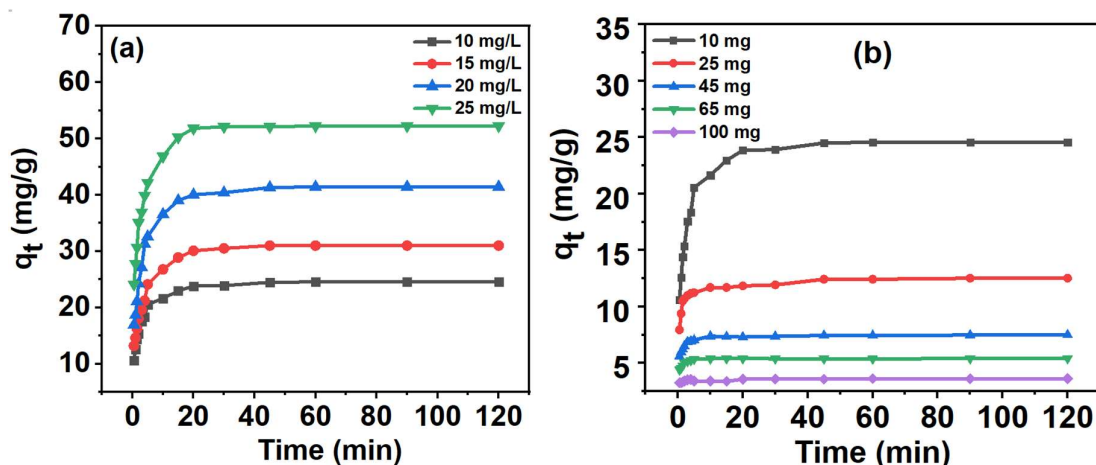 (a)
10 mg/L
15 mg/L
20 mg/L
25 mg/L
70
60
50
40
30
20
10
qt (mg/g)
0 20 40 60 80 100 120
Time (min)
(b)
10 mg
25 mg
45 mg
65 mg
100 mg
35
30
25
20
15
10
5
qt (mg/g)
0 20 40 60 80 100 120
Time (min)